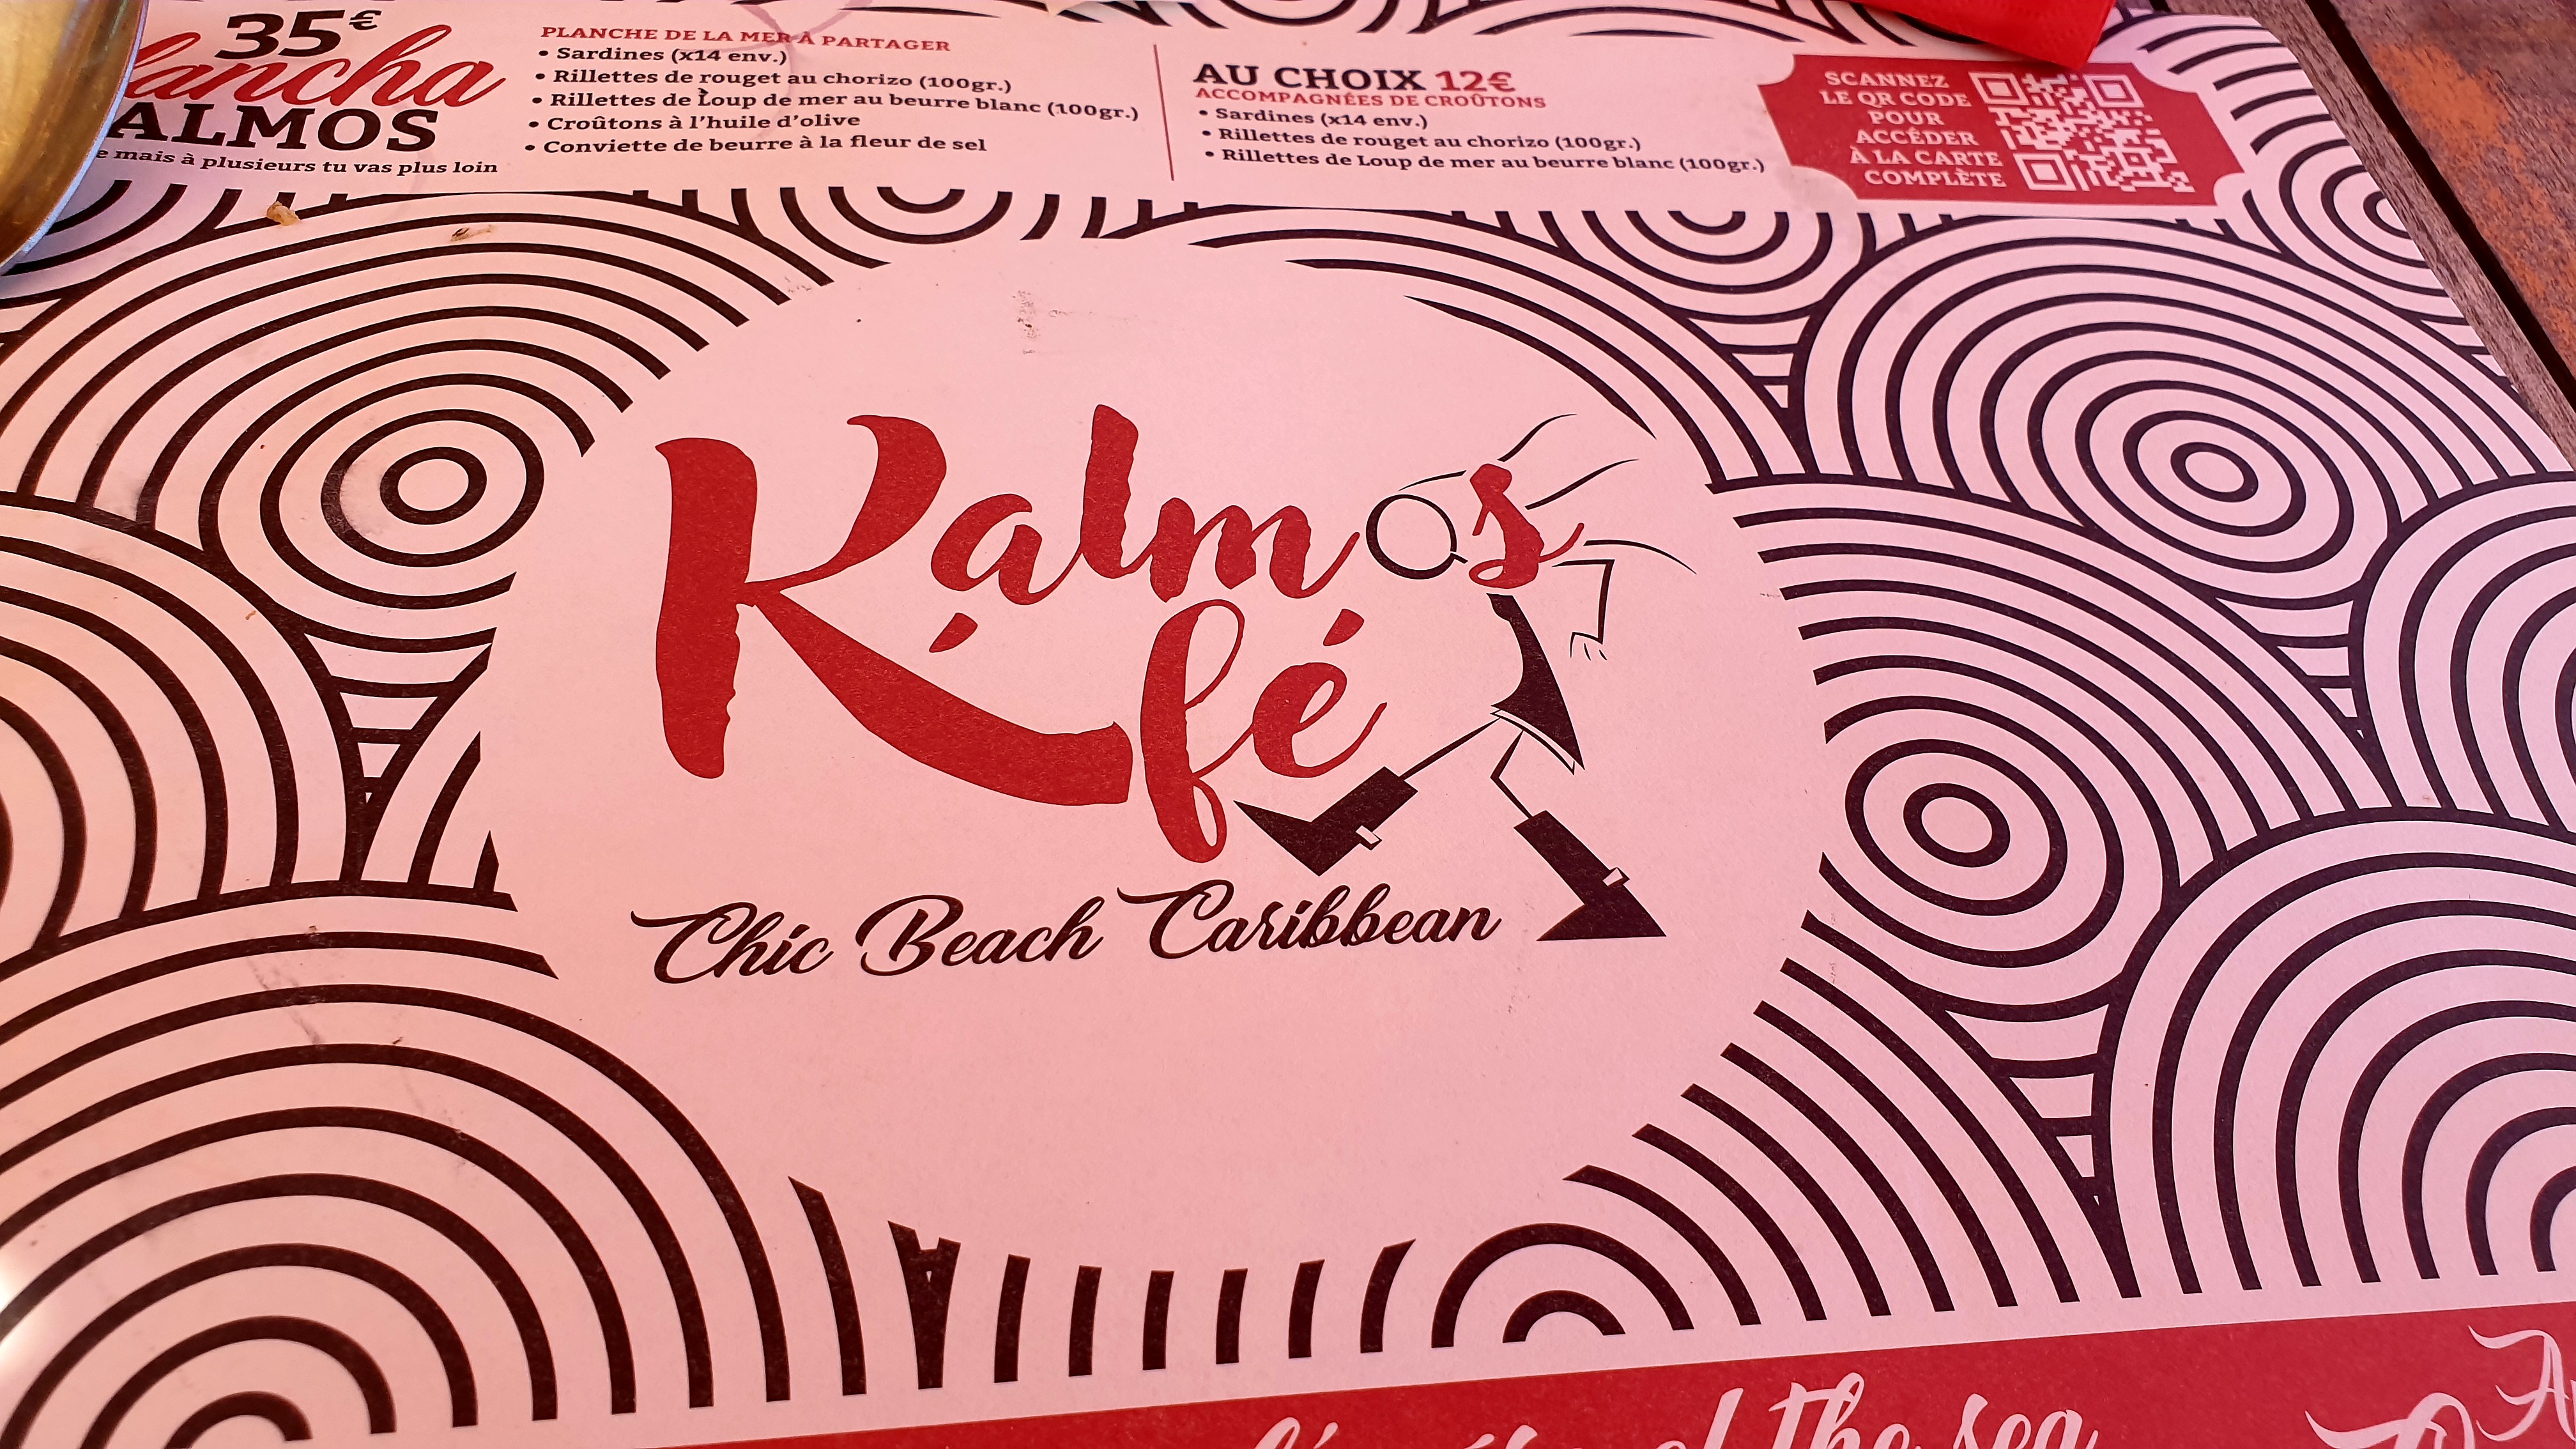 35€
ALMOS
mais à plusieurs tu vas plus loin
PLANCHE DE LA MER À PARTAGER
• Sardines (x14 env.)
• Rillettes de rouget au chorizo (100gr.)
• Rillettes de Loup de mer au beurre blanc (100gr.)
• Croûtons à l'huile d'olive
• Conviette de beurre à la fleur de sel
AU CHOIX 12€
ACCOMPAGNÉES DE CROÛTONS
• Sardines (x14 env.)
• Rillettes de rouget au chorizo (100gr.)
• Rillettes de Loup de mer au beurre blanc (100gr.)
SCANNEZ
LE QR CODE
POUR
ACCÉDER
À LA CARTE
COMPLÈTE
Kalmos
fé
Chic Beach Caribbean
of the sea